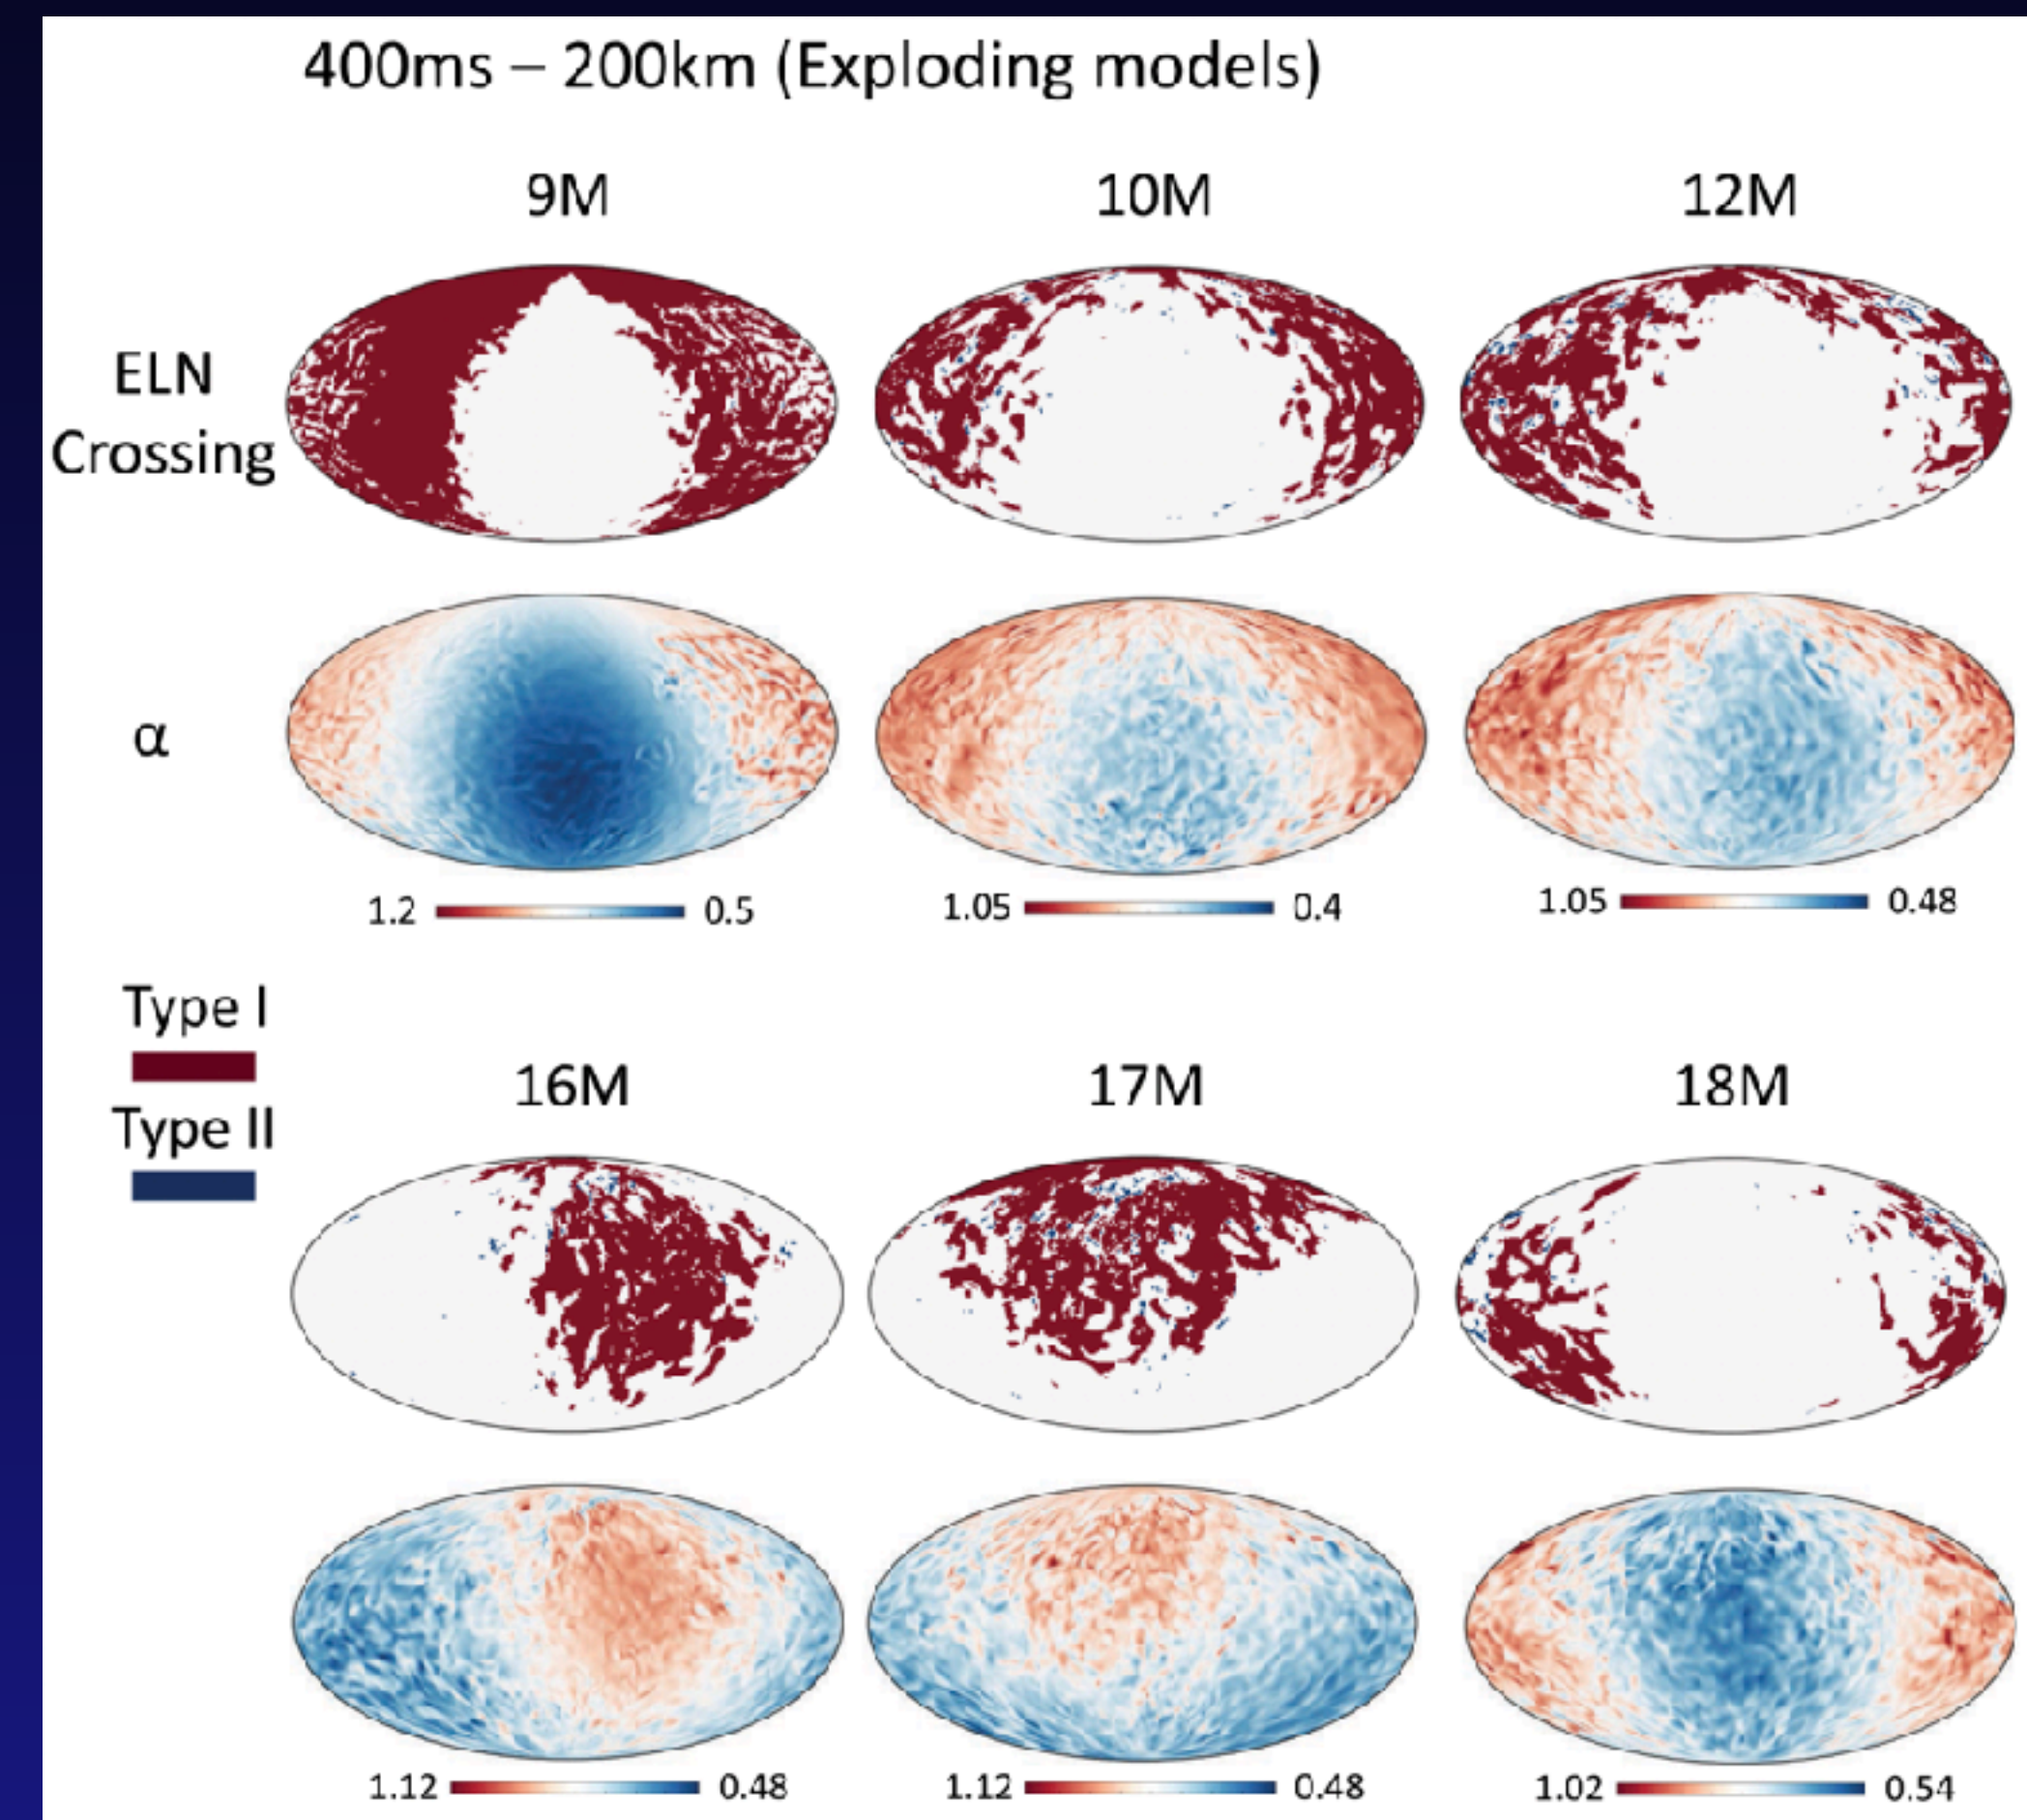 400ms – 200km (Exploding models)
9M 10M 12M
ELN
Crossing
α
1.2 0.5 1.05 0.4 1.05 0.48
Type I
Type II
16M 17M 18M
1.12 0.48 1.12 0.48 1.02 0.54